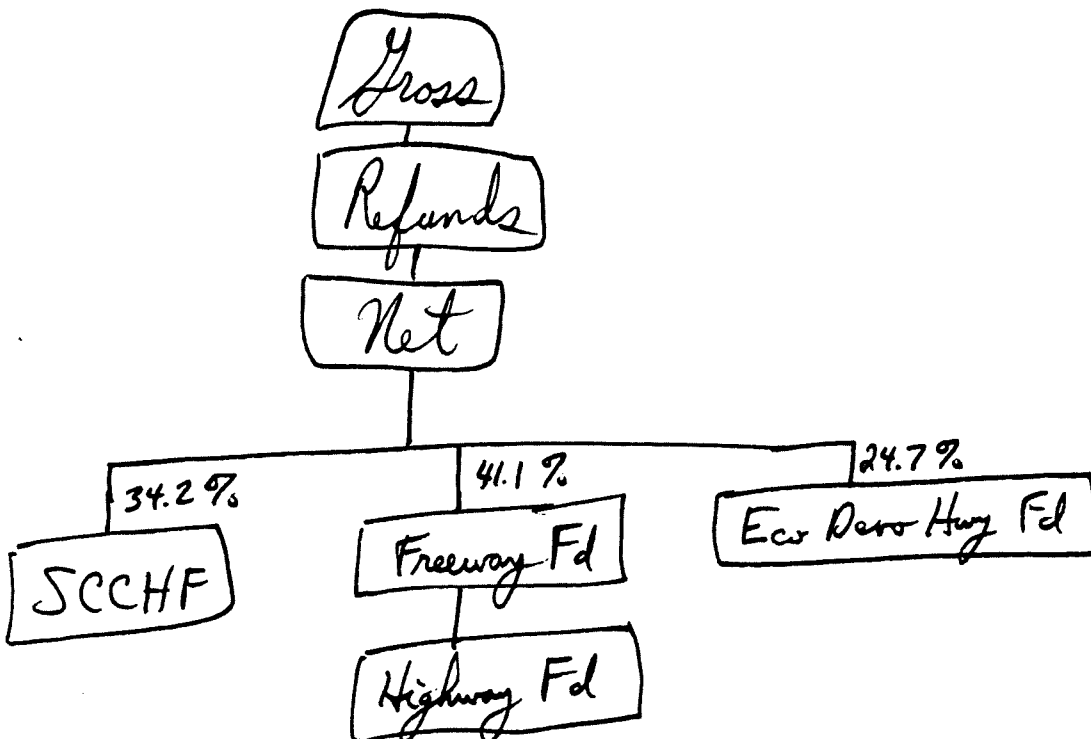 Gross
Refunds
Net
34.2 %
41.1 %
24.7 %
SCCHF
Freeway Fd
Eco Devo Hwy Fd
Highway Fd